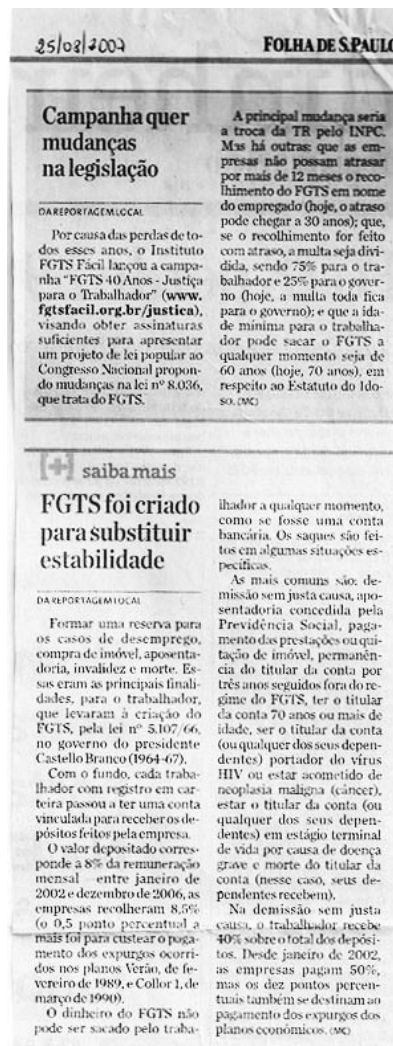 25/03/2007
FOLHA DE S.PAULO
Campanha quer
mudanças
na legislação
DA REPORTAGEM LOCAL
Por causa das perdas de to-
dos esses anos, o Instituto
FGTS Fácil lançou a campa-
nha “FGTS 40 Anos - Justiça
para o Trabalhador” (www.
fgtsfacil.org.br/justica),
visando obter assinaturas
suficientes para apresentar
um projeto de lei popular ao
Congresso Nacional propon-
do mudanças na lei nº 8.036,
que trata do FGTS.
A principal mudança seria
a troca da TR pelo INPC.
Mas há outras: que as em-
presas não possam atrasar
por mais de 12 meses o reco-
lhimento do FGTS em nome
do empregado (hoje, o atraso
pode chegar a 30 anos); que,
se o recolhimento for feito
com atraso, a multa seja divi-
dida, sendo 75% para o tra-
balhador e 25% para o gover-
no (hoje, a multa toda fica
para o governo); e que a ida-
de mínima para o trabalha-
dor pode sacar o FGTS a
qualquer momento seja de
60 anos (hoje, 70 anos), em
respeito ao Estatuto do Ido-
so. (MC)
[+] saiba mais
FGTS foi criado
para substituir
estabilidade
DA REPORTAGEM LOCAL
Formar uma reserva para
os casos de desemprego,
compra de imóvel, aposenta-
doria, invalidez e morte. Es-
sas eram as principais finali-
dades, para o trabalhador,
que levaram à criação do
FGTS, pela lei nº 5.107/66,
no governo do presidente
Castello Branco (1964-67).
Com o fundo, cada traba-
lhador com registro em car-
teira passou a ter uma conta
vinculada para receber os de-
pósitos feitos pela empresa.
O valor depositado corres-
ponde a 8% da remuneração
mensal - entre janeiro de
2002 e dezembro de 2006, as
empresas recolheram 8,5%
(o 0,5 ponto percentual a
mais foi para custear o paga-
mento dos expurgos ocorri-
dos nos planos Verão, de fe-
vereiro de 1989, e Collor 1, de
março de 1990).
O dinheiro do FGTS não
pode ser sacado pelo traba-
lhador a qualquer momento,
como se fosse uma conta
bancária. Os saques são fei-
tos em algumas situações es-
pecíficas.
As mais comuns são: de-
missão sem justa causa, apo-
sentadoria concedida pela
Previdência Social, paga-
mento das prestações ou qui-
tação de imóvel, permanên-
cia do titular da conta por
três anos seguidos fora do re-
gime do FGTS, ter o titular
da conta 70 anos ou mais de
idade, ser o titular da conta
(ou qualquer dos seus depen-
dentes) portador do vírus
HIV ou estar acometido de
neoplasia maligna (câncer),
estar o titular da conta (ou
qualquer dos seus depen-
dentes) em estágio terminal
de vida por causa de doença
grave e morte do titular da
conta (nesse caso, seus de-
pendentes recebem).
Na demissão sem justa
causa, o trabalhador recebe
40% sobre o total dos depósi-
tos. Desde janeiro de 2002,
as empresas pagam 50%,
mas os dez pontos percen-
tuais também se destinam ao
pagamento dos expurgos dos
planos econômicos. (MC)